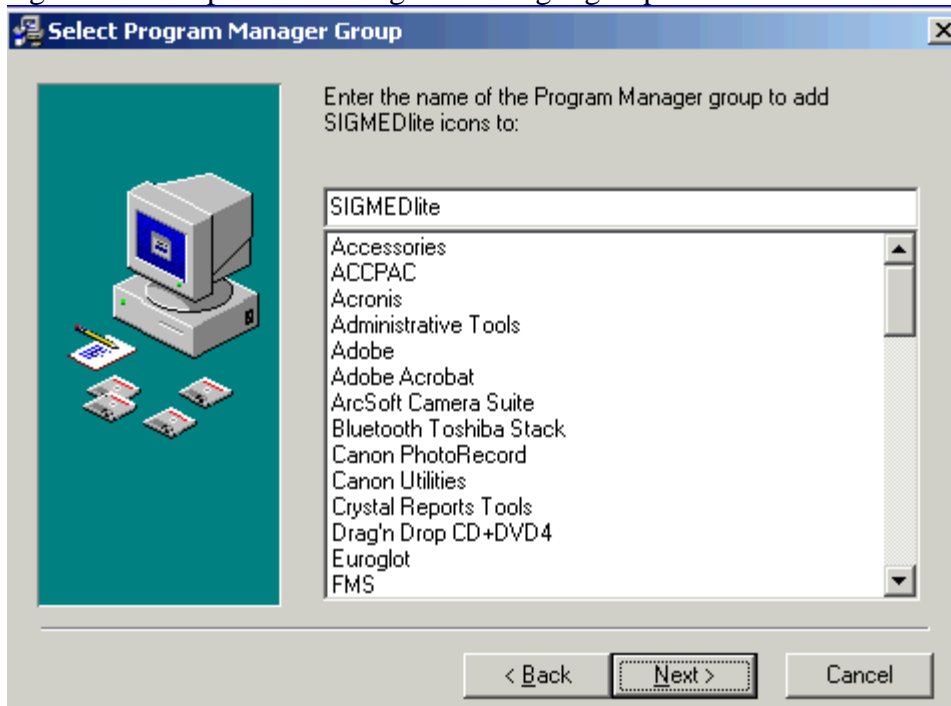 Select Program Manager Group
Enter the name of the Program Manager group to add
SIGMEDlite icons to:
SIGMEDlite
Accessories
ACCPAC
Acronis
Administrative Tools
Adobe
Adobe Acrobat
ArcSoft Camera Suite
Bluetooth Toshiba Stack
Canon PhotoRecord
Canon Utilities
Crystal Reports Tools
Drag'n Drop CD+DVD4
Euroglot
FMS
< Back
Next >
Cancel